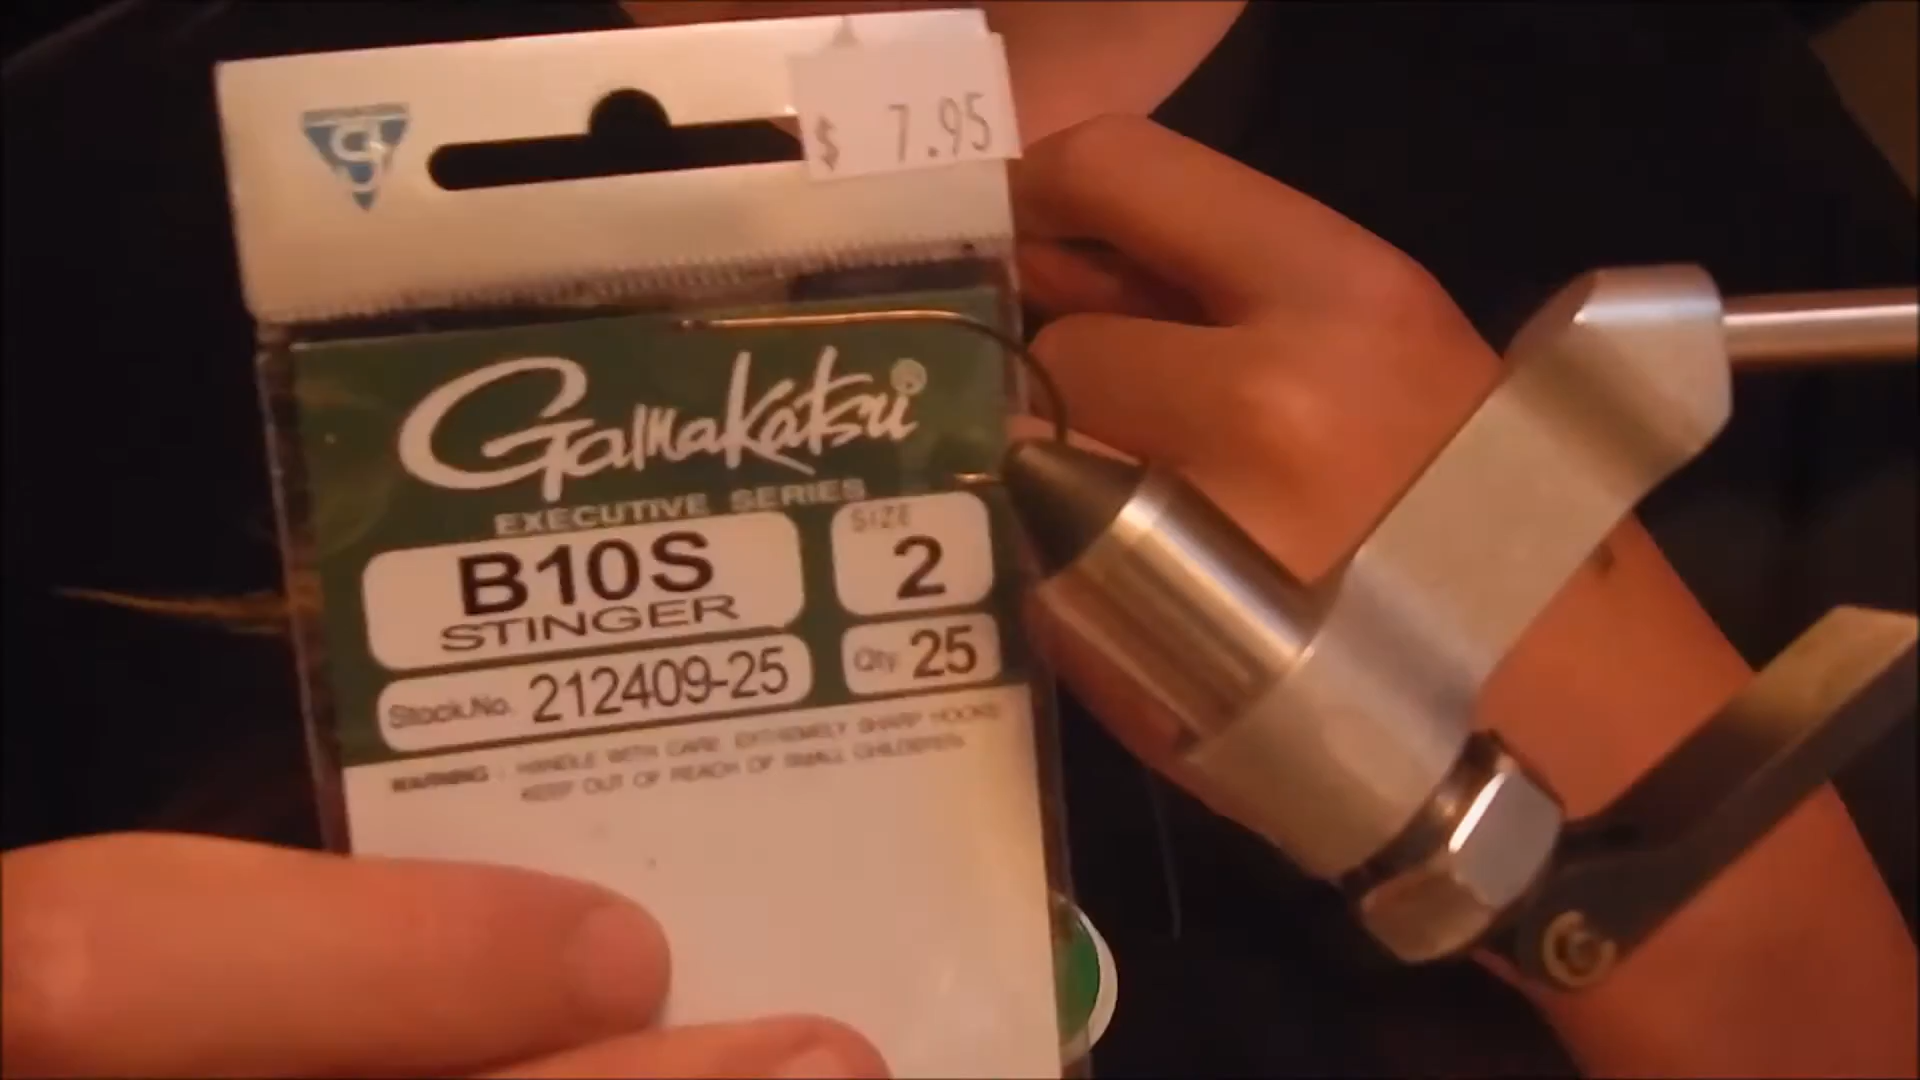 $ 7.95
Gamakatsu®
EXECUTIVE SERIES
B10S
STINGER
SIZE
2
Stock.No. 212409-25
Qty 25
WARNING : HANDLE WITH CARE EXTREMELY SHARP HOOKS
KEEP OUT OF REACH OF SMALL CHILDREN